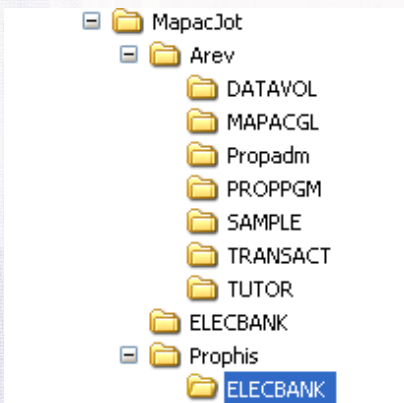 MapacJot
Arev
DATAVOL
MAPACGL
Propadm
PROPPGM
SAMPLE
TRANSACT
TUTOR
ELECBANK
Prophis
ELECBANK